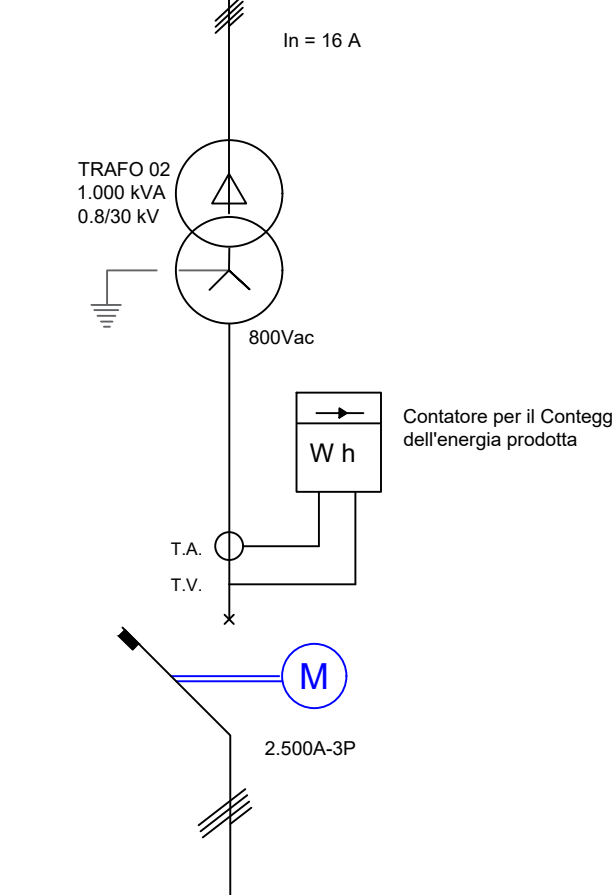 In = 16 A
TRAFO 02
1.000 kVA
0.8/30 kV
800Vac
Contatore per il Contegg
dell'energia prodotta
W h
T.A.
T.V.
M
2.500A-3P